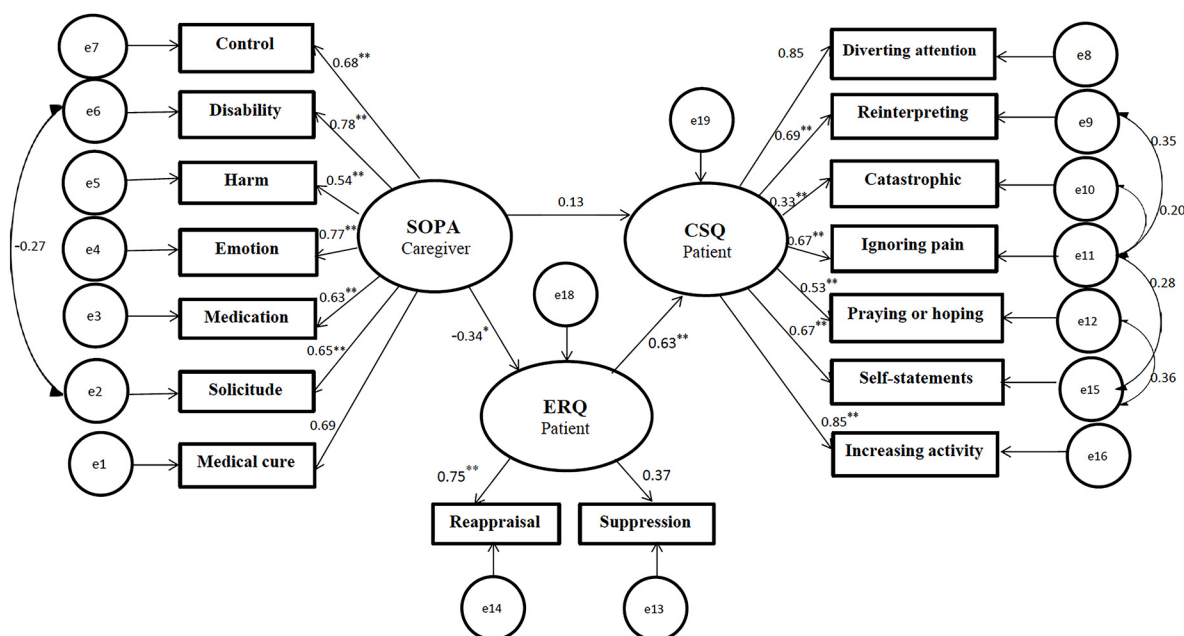 e7
Control
0.68**
e6
Disability
0.78**
e5
Harm
0.54**
-0.27
e4
Emotion
0.77**
e3
Medication
0.63**
e2
Solicitude
0.65**
e1
Medical cure
0.69
SOPA
Caregiver
0.13
-0.34*
e18
ERQ
Patient
0.63**
0.75**
0.37
Reappraisal
Suppression
e14
e13
e19
CSQ
Patient
0.85
Diverting attention
e8
0.69**
Reinterpreting
e9
0.35
0.33**
Catastrophic
e10
0.20
0.67**
Ignoring pain
e11
0.28
0.53**
Praying or hoping
e12
0.67**
Self-statements
e15
0.36
0.85**
Increasing activity
e16